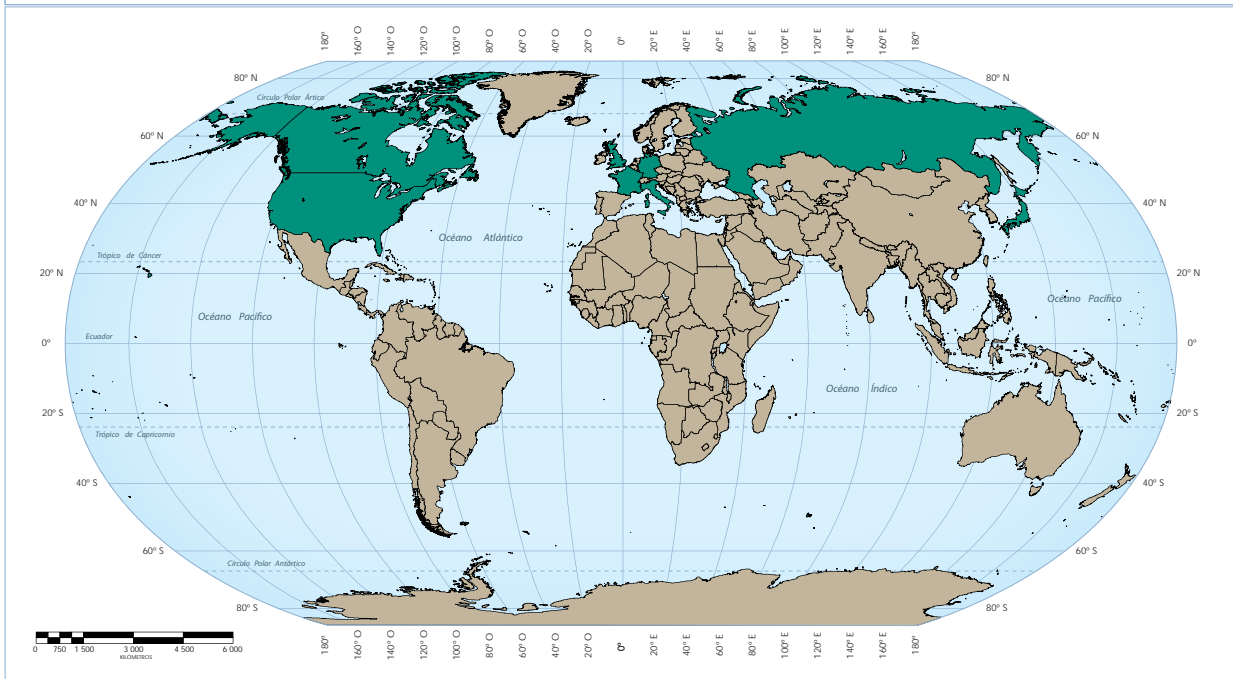 180° 160° O 140° O 120° O 100° O 80° O 60° O 40° O 20° O 0° 20° E 40° E 60° E 80° E 100° E 120° E 140° E 160° E 180°
80° N 80° N
Círculo Polar Ártico
60° N 60° N
40° N 40° N
Océano Atlántico
Trópico de Cáncer
20° N 20° N
Océano Pacífico
Océano Pacífico
Ecuador
0° 0°
Océano Índico
20° S 20° S
Trópico de Capricornio
40° S 40° S
60° S 60° S
Círculo Polar Antártico
80° S 80° S
0 750 1 500 3 000 4 500 6 000
KILÓMETROS
180° 160° O 140° O 120° O 100° O 80° O 60° O 40° O 20° O 0° 20° E 40° E 60° E 80° E 100° E 120° E 140° E 160° E 180°